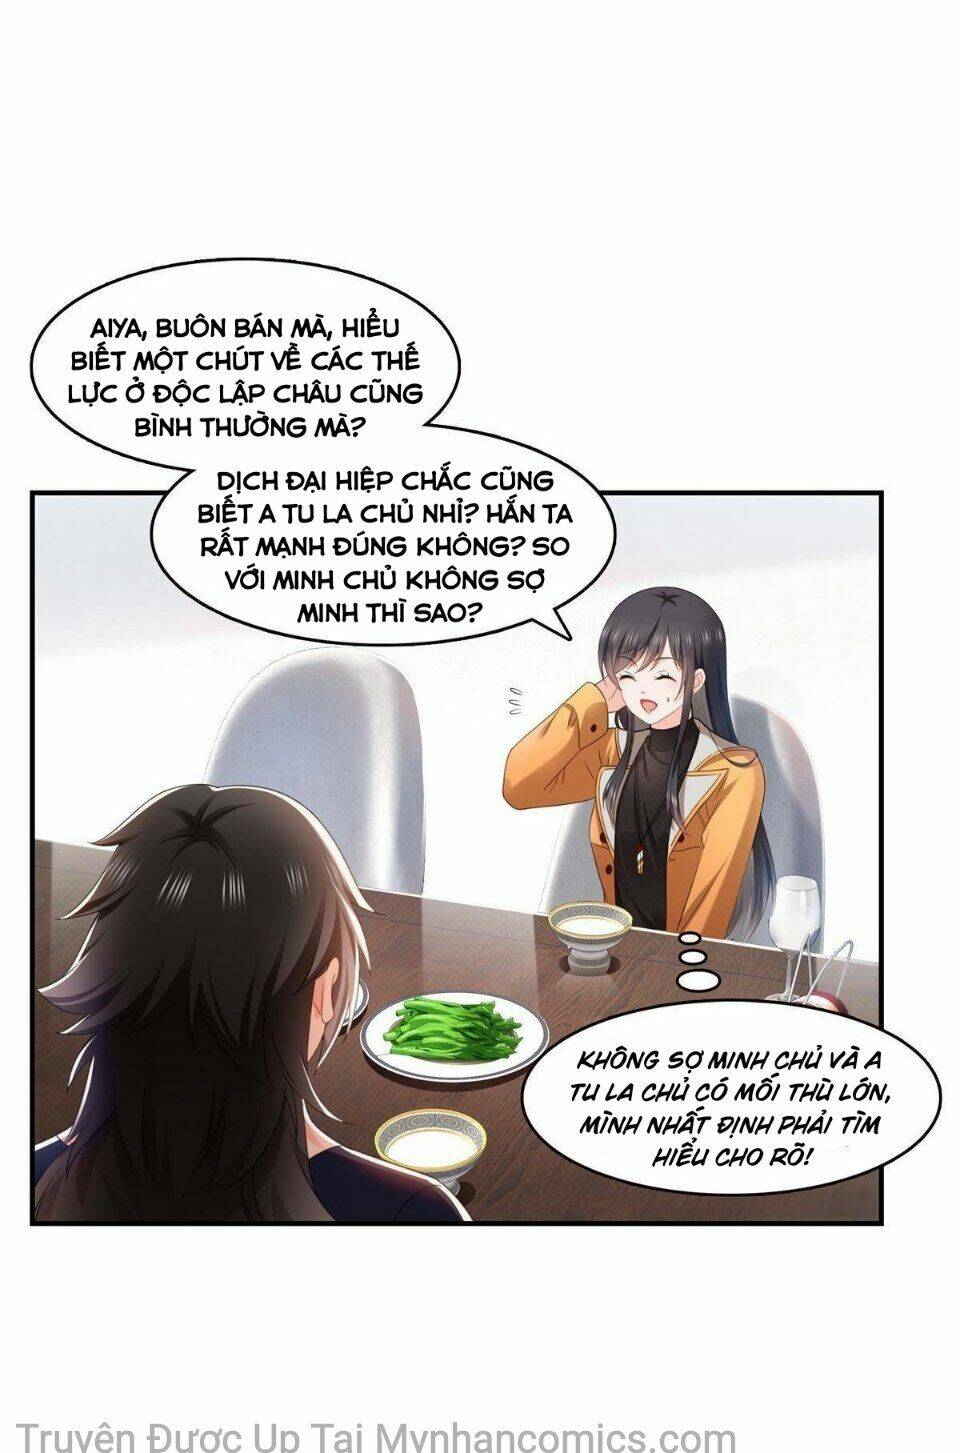 AIYA, BUÔN BÁN MÀ, HIỂU
BIẾT MỘT CHÚT VỀ CÁC THẾ
LỰC Ở ĐỘC LẬP CHÂU CŨNG
BÌNH THƯỜNG MÀ?
DỊCH ĐẠI HIỆP CHẮC CŨNG
BIẾT A TU LA CHỦ NHỈ? HẮN TA
RẤT MẠNH ĐÚNG KHÔNG? SO
VỚI MINH CHỦ KHÔNG SỢ
MINH THÌ SAO?
KHÔNG SỢ MINH CHỦ VÀ A
TU LA CHỦ CÓ MỐI THÙ LỚN,
MÌNH NHẤT ĐỊNH PHẢI TÌM
HIỂU CHO RÕ!
Truyện Được Up Tại Mynhancomics.com